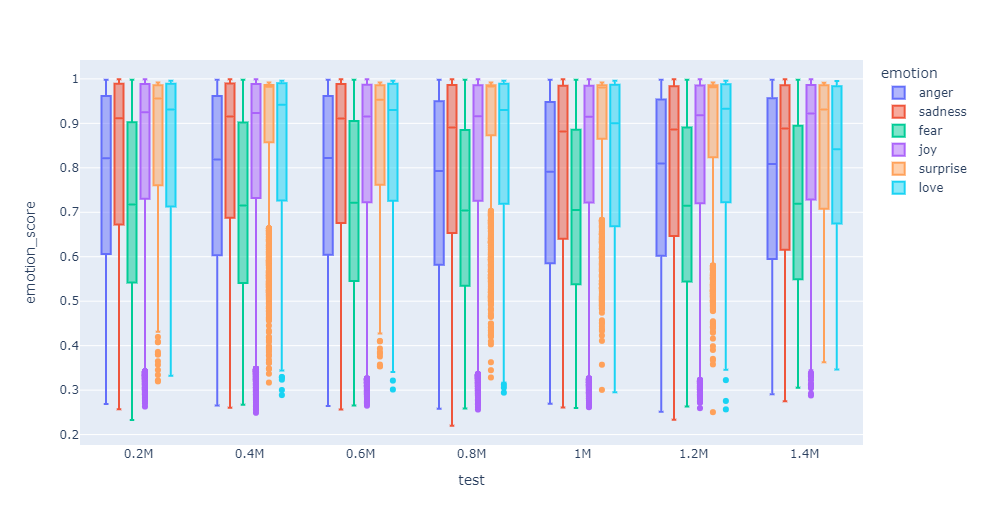 emotion
anger
sadness
fear
joy
surprise
love
emotion_score
1
0.9
0.8
0.7
0.6
0.5
0.4
0.3
0.2
0.2M 0.4M 0.6M 0.8M 1M 1.2M 1.4M
test